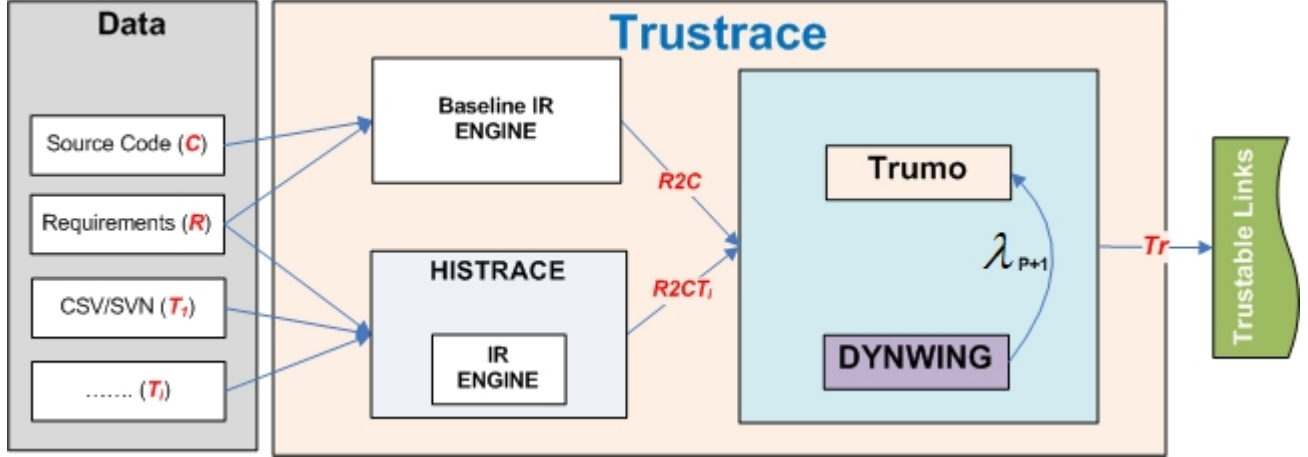 Data
Source Code (C)
Requirements (R)
CSV/SVN (T1)
....... (Ti)
Trustrace
Baseline IR
ENGINE
HISTRACE
IR
ENGINE
R2C
R2CTi
Trumo
λ P+1
DYNWING
Tr
Trustable Links